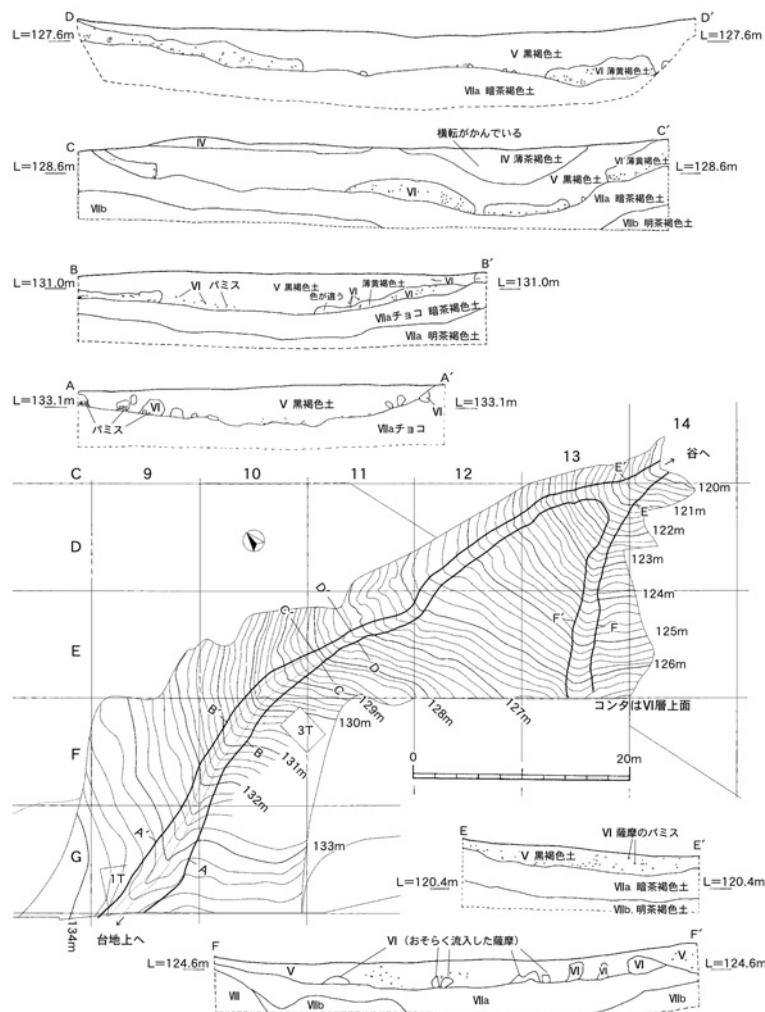 D D′
L=127.6m L=127.6m
V 黒褐色土
VI 薄黄褐色土
VIIa 暗茶褐色土
C C′
L=128.6m L=128.6m
IV
横転がかんでいる
IV 薄茶褐色土
V 黒褐色土
VI 薄黄褐色土
VI
VIIa 暗茶褐色土
VIIb
VIIb 明茶褐色土
B B′
L=131.0m L=131.0m
VI パミス
V 黒褐色土
色が違う
VI
薄黄褐色土
VI
VI
VIIaチョコ 暗茶褐色土
VIIa 明茶褐色土
A A′
L=133.1m L=133.1m
VI
パミス
V 黒褐色土
VI
VIIaチョコ
C 9 10 11 12 13 14
D
E
F
G
E′
谷へ
E
120m
121m
122m
123m
124m
125m
126m
F′ F
D′
C′
D
C
129m
128m
127m
コンタはVI層上面
130m
3T
B′
B
131m
132m
0 20m
A′
A
133m
1T
134m
台地上へ
E E′
VI 薩摩のパミス
V 黒褐色土
L=120.4m L=120.4m
VIIa 暗茶褐色土
VIIb 明茶褐色土
F F′
L=124.6m L=124.6m
VI（おそらく流入した薩摩）
V
VI
VI
VI
V
VII
VIIb
VIIa
VIIb